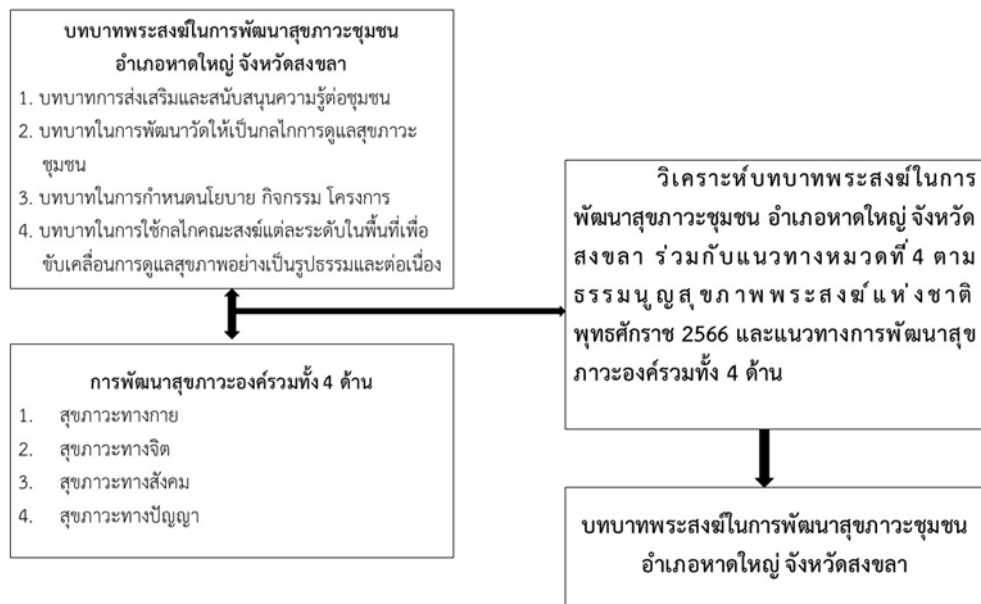 บทบาทพระสงฆ์ในการพัฒนาสุขภาวะชุมชน
อำเภอหาดใหญ่ จังหวัดสงขลา
1. บทบาทการส่งเสริมและสนับสนุนความรู้ต่อชุมชน
2. บทบาทในการพัฒนาวัดให้เป็นกลไกการดูแลสุขภาวะ
ชุมชน
3. บทบาทในการกำหนดนโยบาย กิจกรรม โครงการ
4. บทบาทในการใช้กลไกคณะสงฆ์แต่ละระดับในพื้นที่เพื่อ
ขับเคลื่อนการดูแลสุขภาพอย่างเป็นรูปธรรมและต่อเนื่อง
การพัฒนาสุขภาวะองค์รวมทั้ง 4 ด้าน
1. สุขภาวะทางกาย
2. สุขภาวะทางจิต
3. สุขภาวะทางสังคม
4. สุขภาวะทางปัญญา
วิเคราะห์บทบาทพระสงฆ์ในการ
พัฒนาสุขภาวะชุมชน อำเภอหาดใหญ่ จังหวัด
สงขลา ร่วมกับแนวทางหมวดที่ 4 ตาม
ธรรมนูญสุขภาพพระสงฆ์แห่งชาติ
พุทธศักราช 2566 และแนวทางการพัฒนาสุข
ภาวะองค์รวมทั้ง 4 ด้าน
บทบาทพระสงฆ์ในการพัฒนาสุขภาวะชุมชน
อำเภอหาดใหญ่ จังหวัดสงขลา